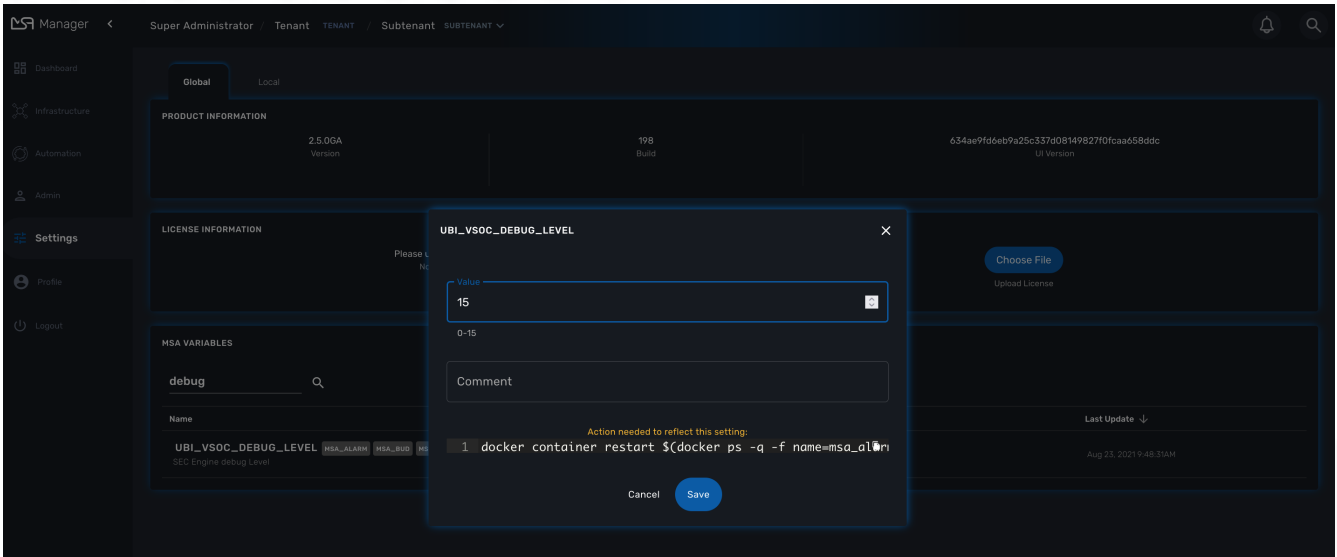 MSA Manager
Super Administrator / Tenant TENANT / Subtenant SUBTENANT
Dashboard
Infrastructure
Automation
Admin
Settings
Profile
Logout
Global Local
PRODUCT INFORMATION
2.5.0GA 198 634ae9fd6eb9a25c337d08149827f0fcaa658ddc
Version Build UI Version
LICENSE INFORMATION
Please
Choose File
Upload License
MSA VARIABLES
debug
Name Last Update
UBI_VSOC_DEBUG_LEVEL MSA_ALARM MSA_BUD
SEC Engine debug Level
Aug 23, 2021 9:48:31AM
UBI_VSOC_DEBUG_LEVEL
Value
15
0-15
Comment
Action needed to reflect this setting:
1 docker container restart $(docker ps -q -f
Cancel Save